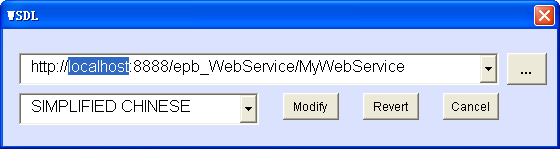 WSDL
http://localhost:8888/epb_WebService/MyWebService ...
SIMPLIFIED CHINESE Modify Revert Cancel